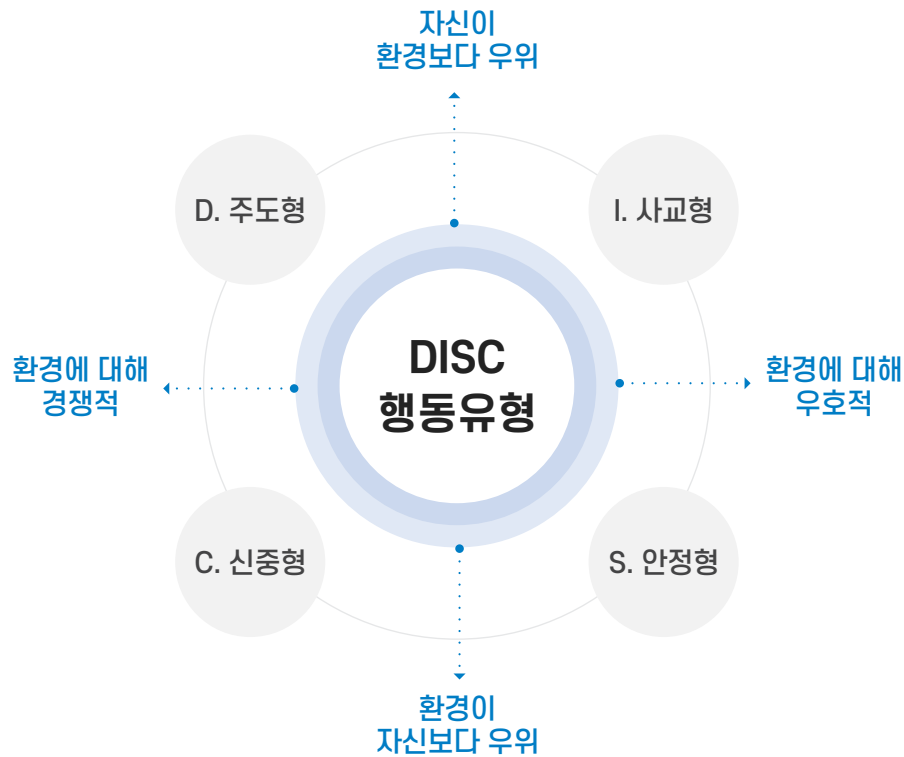 자신이
환경보다 우위
D. 주도형
I. 사교형
DISC
행동유형
환경에 대해
경쟁적
환경에 대해
우호적
C. 신중형
S. 안정형
환경이
자신보다 우위